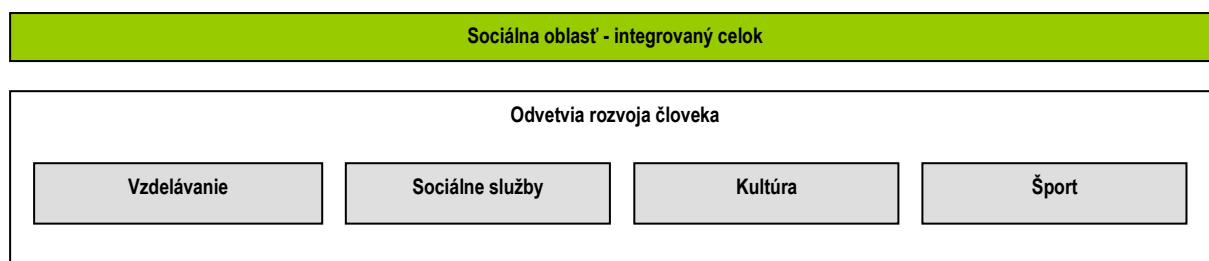 Sociálna oblasť - integrovaný celok
Odvetvia rozvoja človeka
Vzdelávanie
Sociálne služby
Kultúra
Šport